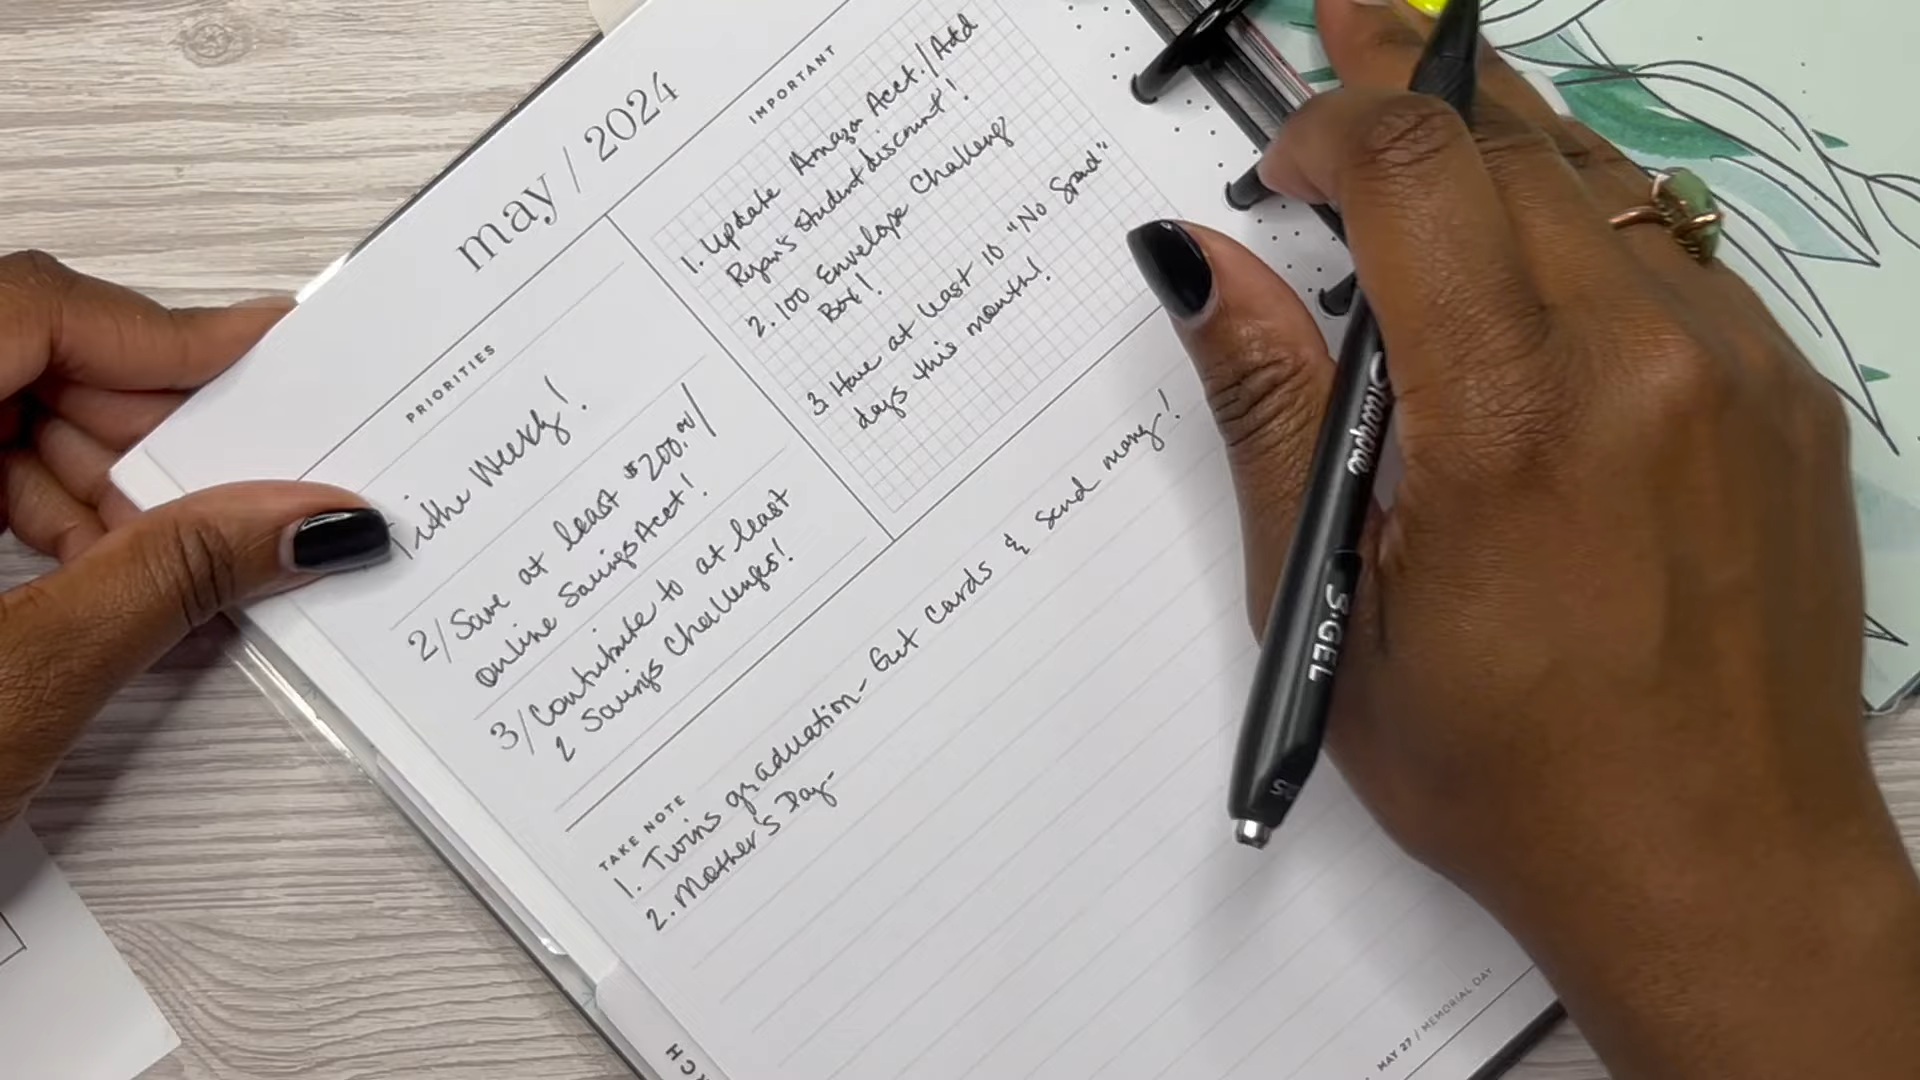 may / 2024
PRIORITIES
Tithe Weekly!
2/ Save at least $200.00/
online Savings Acct!
3/ Contribute to at least
2 Savings Challenges!
IMPORTANT
1. Update Amazon Acct./Add
Ryan's student discount!
2. 100 Envelope Challeng
Box!
3. Have at least 10 "No Spend"
days this month!
TAKE NOTE
1. Twins graduation- Get Cards & send money!
2. Mother's Day-
MAY 27 / MEMORIAL DAY
RCH
Sharpie
S·GEL